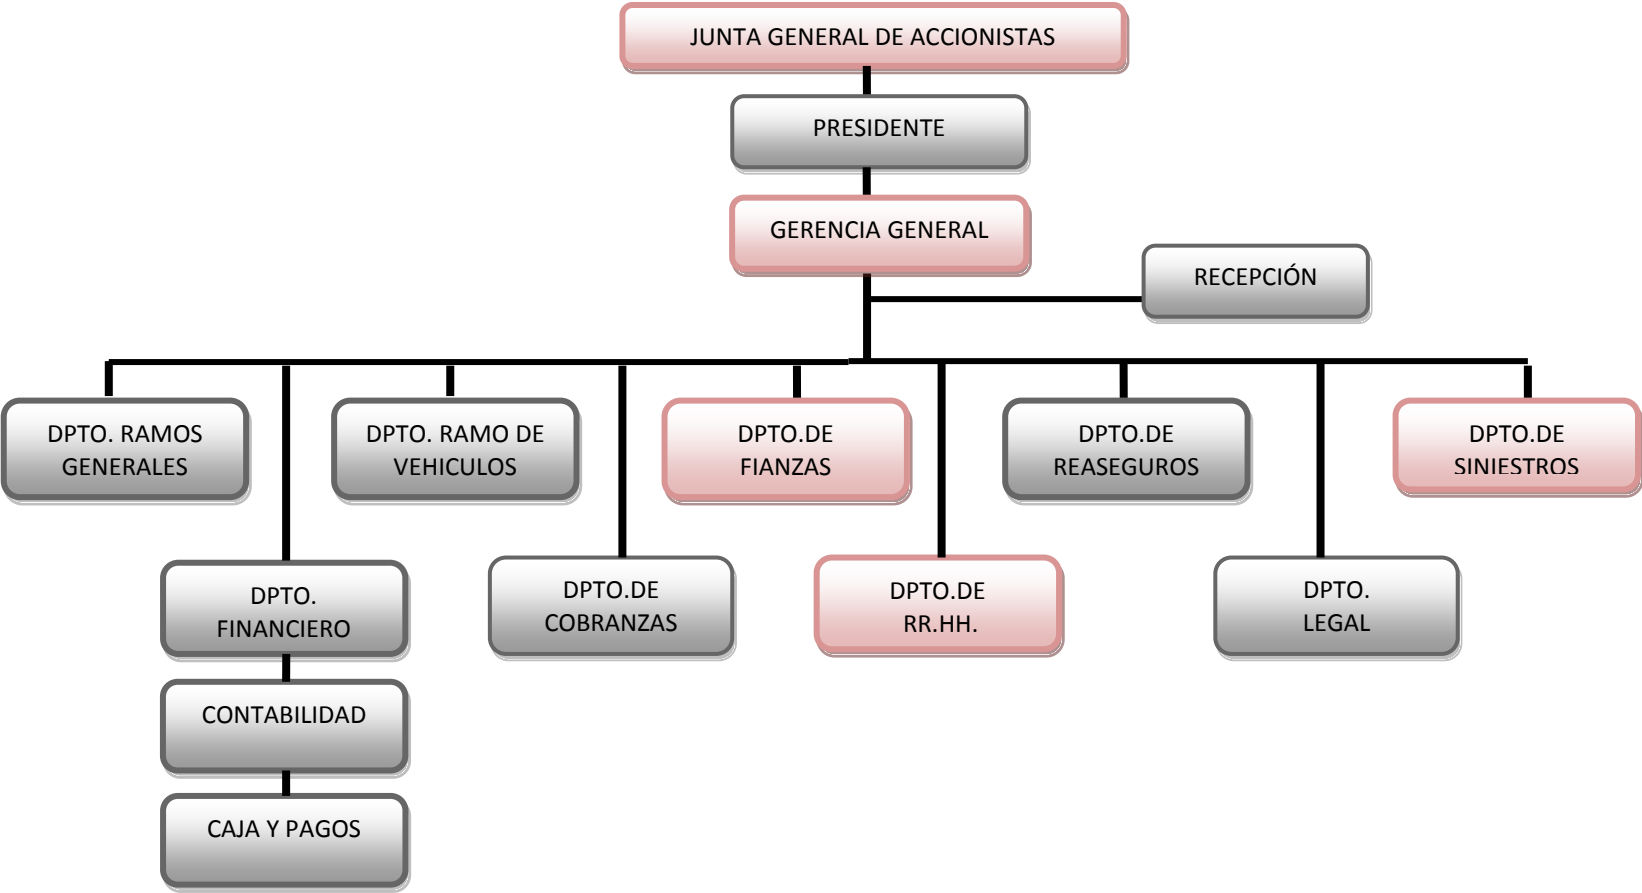 JUNTA GENERAL DE ACCIONISTAS
PRESIDENTE
GERENCIA GENERAL
RECEPCIÓN
DPTO. RAMOS
GENERALES
DPTO. RAMO DE
VEHICULOS
DPTO.DE
FIANZAS
DPTO.DE
REASEGUROS
DPTO.DE
SINIESTROS
DPTO.
FINANCIERO
DPTO.DE
COBRANZAS
DPTO.DE
RR.HH.
DPTO.
LEGAL
CONTABILIDAD
CAJA Y PAGOS